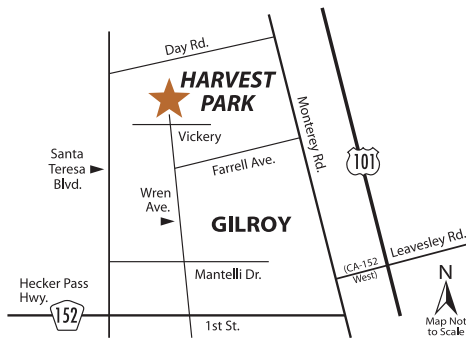 Day Rd.
HARVEST
PARK
Vickery
Monterey Rd.
101
Santa
Teresa
Blvd.
Farrell Ave.
Wren
Ave.
GILROY
Leavesley Rd.
(CA-152
West)
Mantelli Dr.
Hecker Pass
Hwy.
152
1st St.
N
Map Not
to Scale